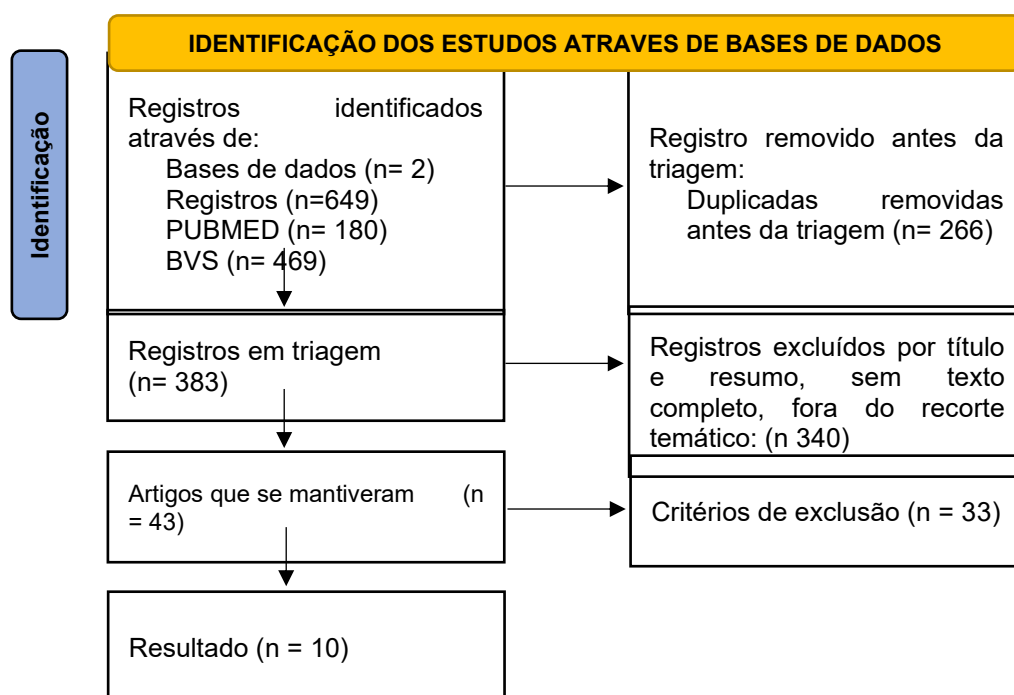 IDENTIFICAÇÃO DOS ESTUDOS ATRAVES DE BASES DE DADOS
Identificação
Registros identificados
através de:
Bases de dados (n= 2)
Registros (n=649)
PUBMED (n= 180)
BVS (n= 469)
Registro removido antes da
triagem:
Duplicadas removidas
antes da triagem (n= 266)
Registros em triagem
(n= 383)
Registros excluídos por título
e resumo, sem texto
completo, fora do recorte
temático: (n 340)
Artigos que se mantiveram (n
= 43)
Critérios de exclusão (n = 33)
Resultado (n = 10)